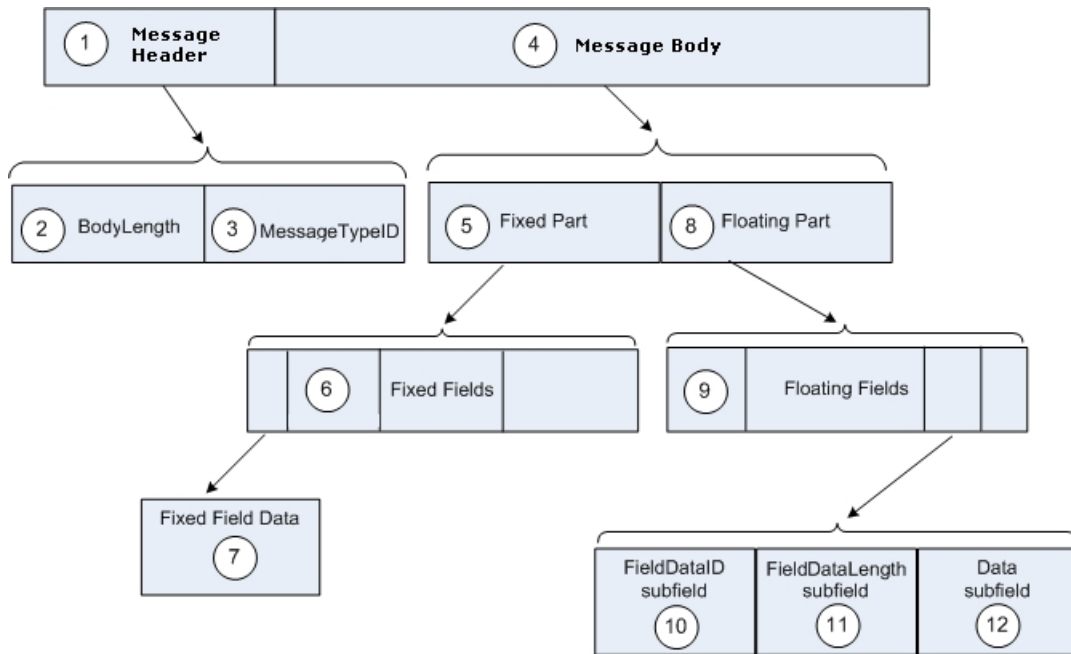 1 Message
Header
4 Message Body
2 BodyLength
3 MessageTypeID
5 Fixed Part
8 Floating Part
6 Fixed Fields
9 Floating Fields
Fixed Field Data
7
FieldDataID
subfield
10
FieldDataLength
subfield
11
Data
subfield
12